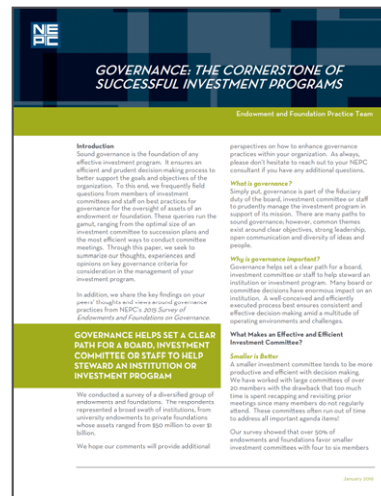 NE
PC
GOVERNANCE: THE CORNERSTONE OF
SUCCESSFUL INVESTMENT PROGRAMS
Endowment and Foundation Practice Team
Introduction
Sound governance is the foundation of any
effective investment program. It ensures an
efficient and prudent decision-making process to
better support the goals and objectives of the
organization. To this end, we frequently field
questions from members of investment
committees and staff on best practices for
governance for the oversight of assets of an
endowment or foundation. These queries run the
gamut, ranging from the optimal size of an
investment committee to succession plans and
the most efficient ways to conduct committee
meetings. Through this paper, we seek to
summarize our thoughts, experiences and
opinions on key governance criteria for
consideration in the management of your
investment program.
In addition, we share the key findings on your
peers' thoughts and views around governance
practices from NEPC's 2015 Survey of
Endowments and Foundations on Governance.
GOVERNANCE HELPS SET A CLEAR
PATH FOR A BOARD, INVESTMENT
COMMITTEE OR STAFF TO HELP
STEWARD AN INSTITUTION OR
INVESTMENT PROGRAM
We conducted a survey of a diversified group of
endowments and foundations. The respondents
represented a broad swath of institutions, from
university endowments to private foundations
whose assets ranged from $50 million to over $1
billion.
We hope our comments will provide additional
perspectives on how to enhance governance
practices within your organization. As always,
please don't hesitate to reach out to your NEPC
consultant if you have any additional questions.
What is governance?
Simply put, governance is part of the fiduciary
duty of the board, investment committee or staff
to prudently manage the investment program in
support of its mission. There are many paths to
sound governance; however, common themes
exist around clear objectives, strong leadership,
open communication and diversity of ideas and
people.
Why is governance important?
Governance helps set a clear path for a board,
investment committee or staff to help steward an
institution or investment program. Many board or
committee decisions have enormous impact on an
institution. A well-conceived and efficiently
executed process best ensures consistent and
effective decision making amid a multitude of
operating environments and challenges.
What Makes an Effective and Efficient
Investment Committee?
Smaller is Better
A smaller investment committee tends to be more
productive and efficient with decision making.
We have worked with large committees of over
20 members with the drawback that too much
time is spent recapping and revisiting prior
meetings since many members do not regularly
attend. These committees often run out of time
to address all important agenda items!
Our survey showed that over 50% of
endowments and foundations favor smaller
investment committees with four to six members
January 2016